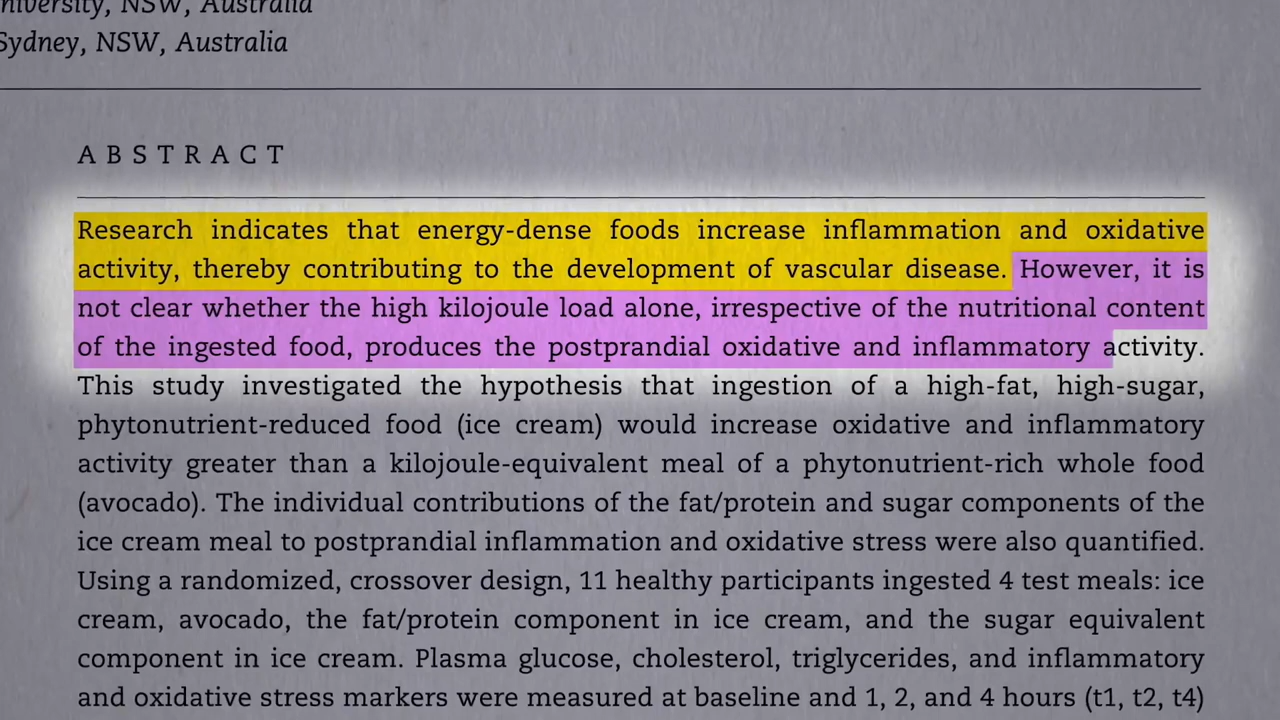 University, NSW, Australia
Sydney, NSW, Australia
ABSTRACT
Research indicates that energy-dense foods increase inflammation and oxidative
activity, thereby contributing to the development of vascular disease. However, it is
not clear whether the high kilojoule load alone, irrespective of the nutritional content
of the ingested food, produces the postprandial oxidative and inflammatory activity.
This study investigated the hypothesis that ingestion of a high-fat, high-sugar,
phytonutrient-reduced food (ice cream) would increase oxidative and inflammatory
activity greater than a kilojoule-equivalent meal of a phytonutrient-rich whole food
(avocado). The individual contributions of the fat/protein and sugar components of the
ice cream meal to postprandial inflammation and oxidative stress were also quantified.
Using a randomized, crossover design, 11 healthy participants ingested 4 test meals: ice
cream, avocado, the fat/protein component in ice cream, and the sugar equivalent
component in ice cream. Plasma glucose, cholesterol, triglycerides, and inflammatory
and oxidative stress markers were measured at baseline and 1, 2, and 4 hours (t1, t2, t4)